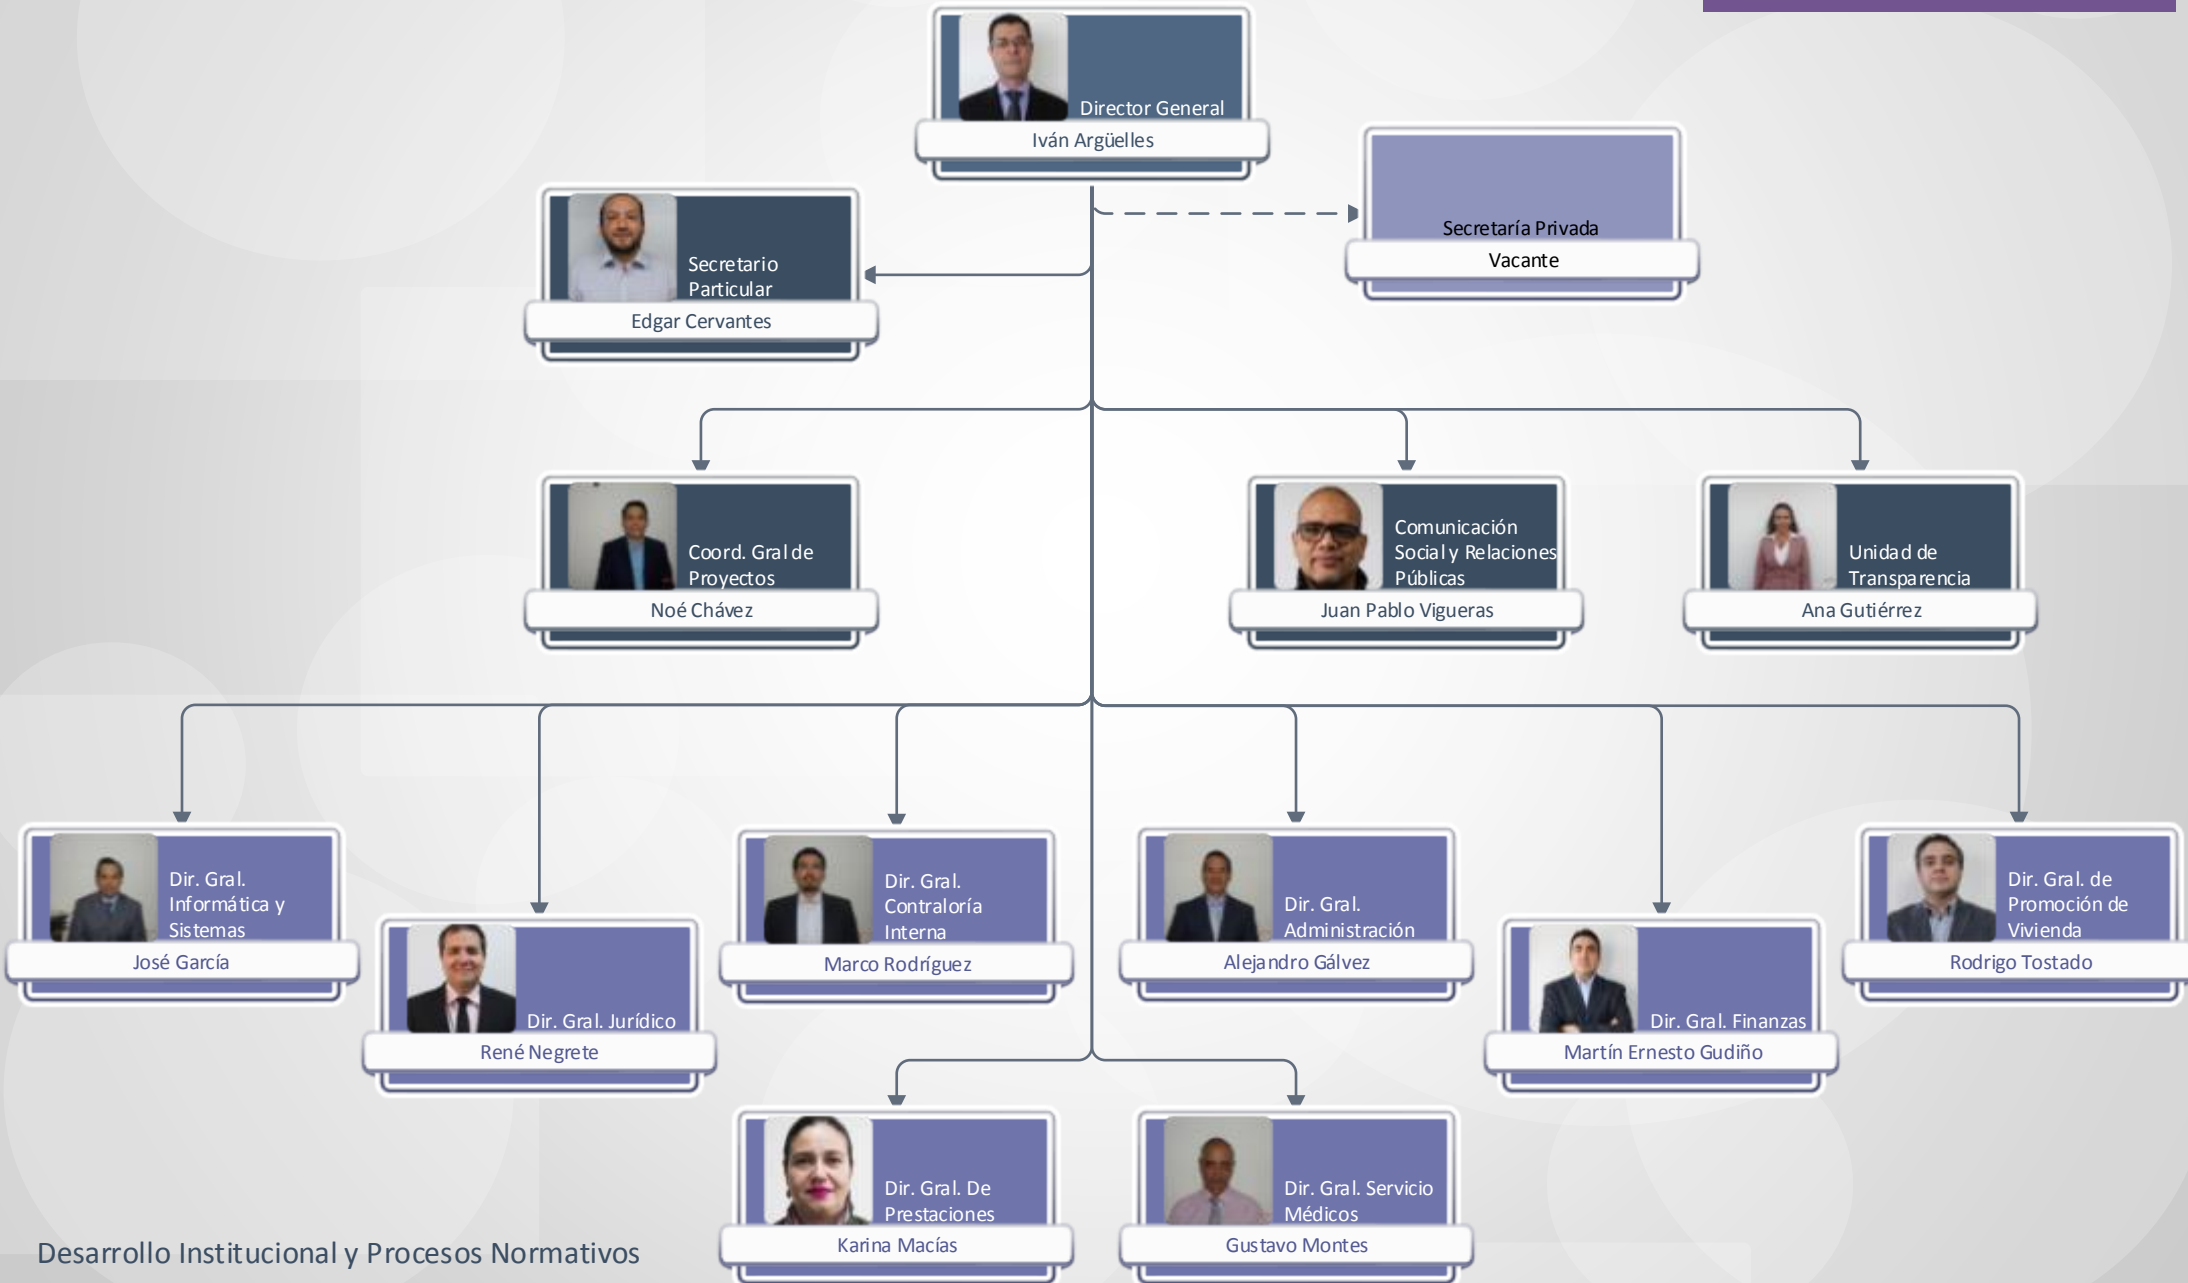 Director General
Iván Argüelles
Secretaría Privada
Vacante
Secretario
Particular
Edgar Cervantes
Coord. Gral de
Proyectos
Noé Chávez
Comunicación
Social y Relaciones
Públicas
Juan Pablo Vigueras
Unidad de
Transparencia
Ana Gutiérrez
Dir. Gral.
Informática y
Sistemas
José García
Dir. Gral. Jurídico
René Negrete
Dir. Gral.
Contraloría
Interna
Marco Rodríguez
Dir. Gral.
Administración
Alejandro Gálvez
Dir. Gral. Finanzas
Martín Ernesto Gudiño
Dir. Gral. de
Promoción de
Vivienda
Rodrigo Tostado
Dir. Gral. De
Prestaciones
Karina Macías
Dir. Gral. Servicio
Médicos
Gustavo Montes
Desarrollo Institucional y Procesos Normativos